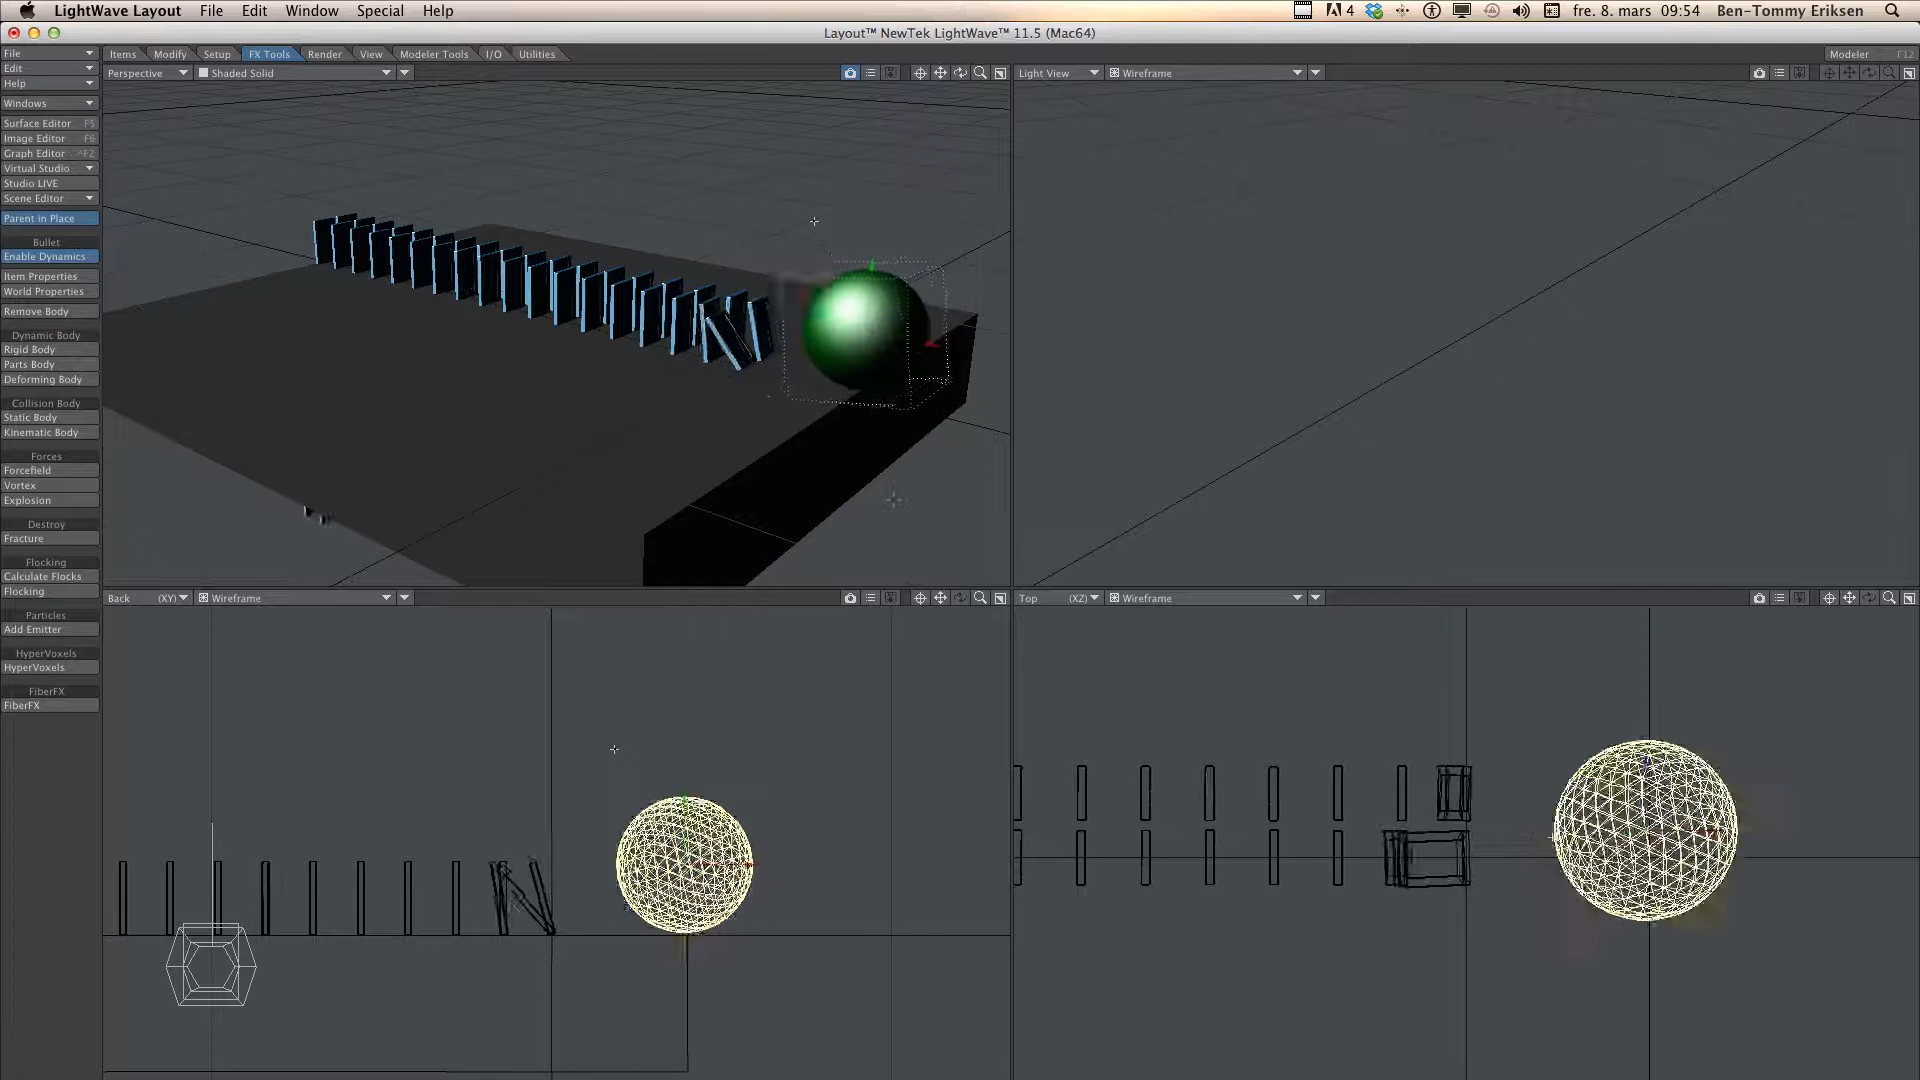 LightWave Layout File Edit Window Special Help
4 fre. 8. mars 09:54 Ben-Tommy Eriksen
Layout™ NewTek LightWave™ 11.5 (Mac64)
File Items Modify Setup FX Tools Render View Modeler Tools I/O Utilities Modeler F12
Edit
Perspective Shaded Solid Light View Wireframe
Help
Windows
Surface Editor F5
Image Editor F6
Graph Editor ^F2
Virtual Studio
Studio LIVE
Scene Editor
Parent in Place
Bullet
Enable Dynamics
Item Properties
World Properties
Remove Body
Dynamic Body
Rigid Body
Parts Body
Deforming Body
Collision Body
Static Body
Kinematic Body
Forces
Forcefield
Vortex
Explosion
Destroy
Fracture
Flocking
Calculate Flocks
Flocking
Back (XY) Wireframe Top (XZ) Wireframe
Particles
Add Emitter
HyperVoxels
HyperVoxels
FiberFX
FiberFX